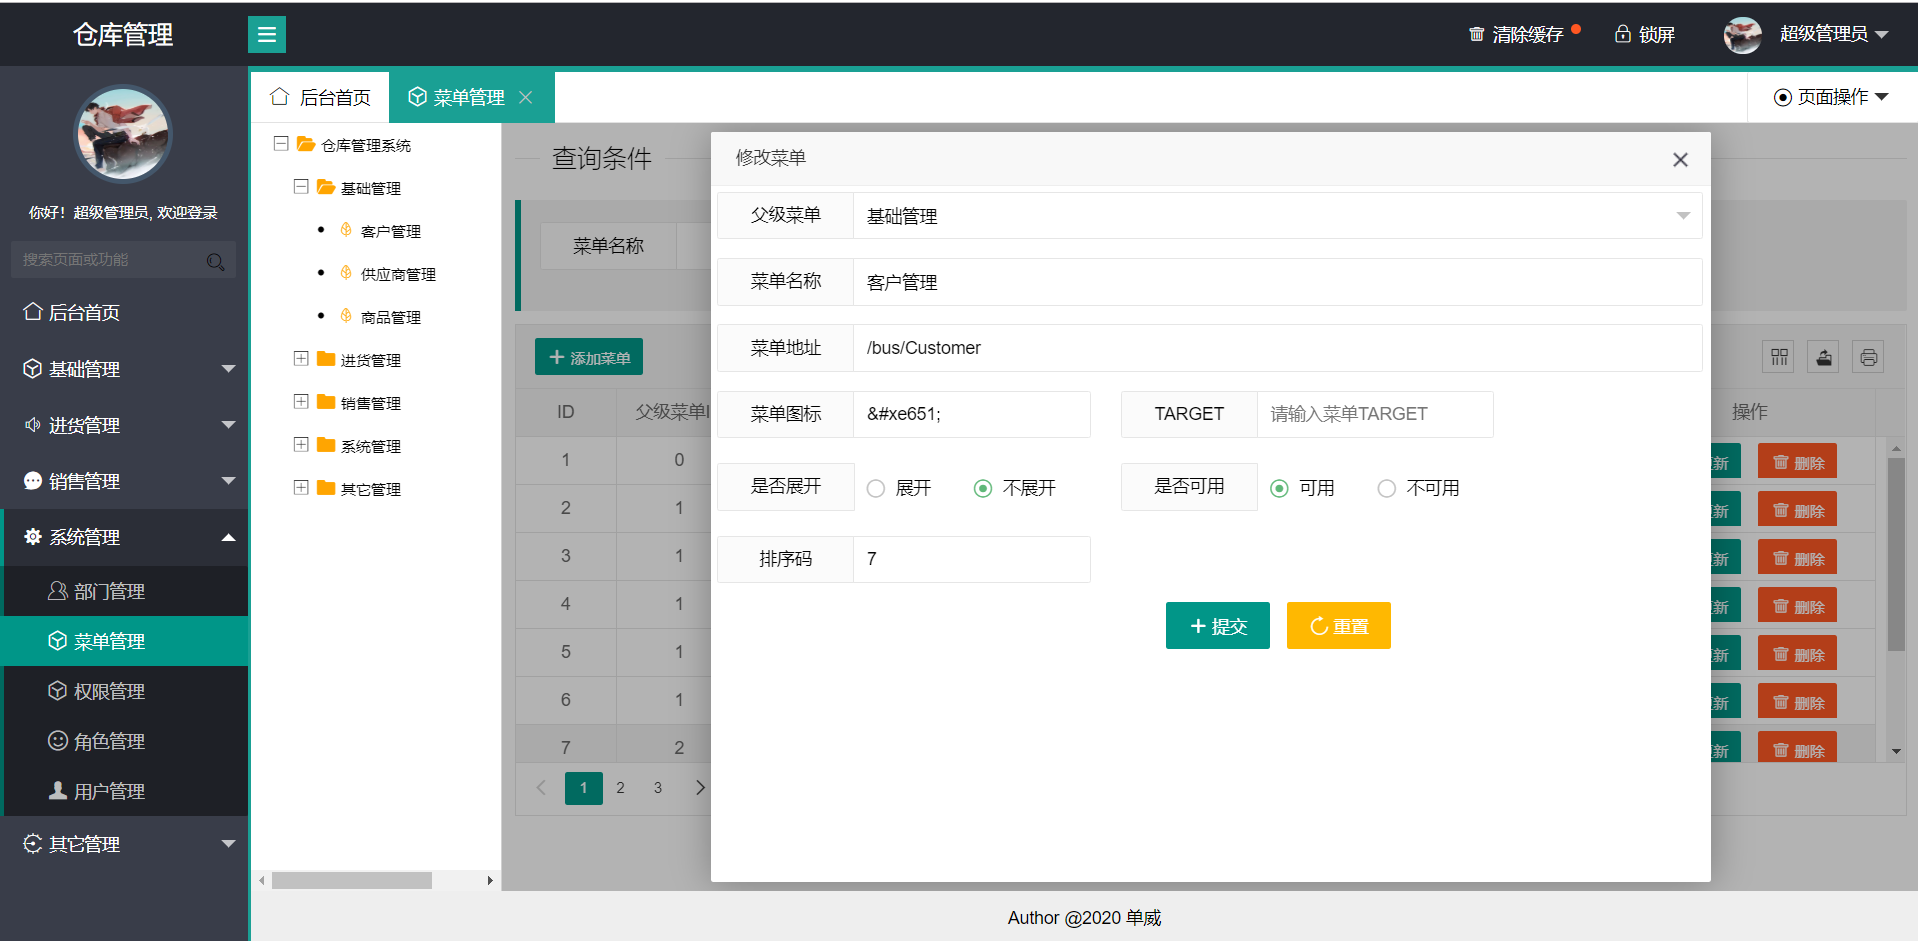 仓库管理
清除缓存
锁屏
超级管理员
你好！超级管理员, 欢迎登录
搜索页面或功能
后台首页
基础管理
进货管理
销售管理
系统管理
部门管理
菜单管理
权限管理
角色管理
用户管理
其它管理
后台首页
菜单管理
页面操作
仓库管理系统
基础管理
客户管理
供应商管理
商品管理
进货管理
销售管理
系统管理
其它管理
查询条件
菜单名称
添加菜单
ID 父级菜单I 操作
1 0 新 删除
2 1 新 删除
3 1 新 删除
4 1 新 删除
5 1 新 删除
6 1 新 删除
7 2 新 删除
1 2 3
修改菜单
父级菜单 基础管理
菜单名称 客户管理
菜单地址 /bus/Customer
菜单图标 &#xe651; TARGET 请输入菜单TARGET
是否展开 展开 不展开 是否可用 可用 不可用
排序码 7
提交 重置
Author @2020 单威